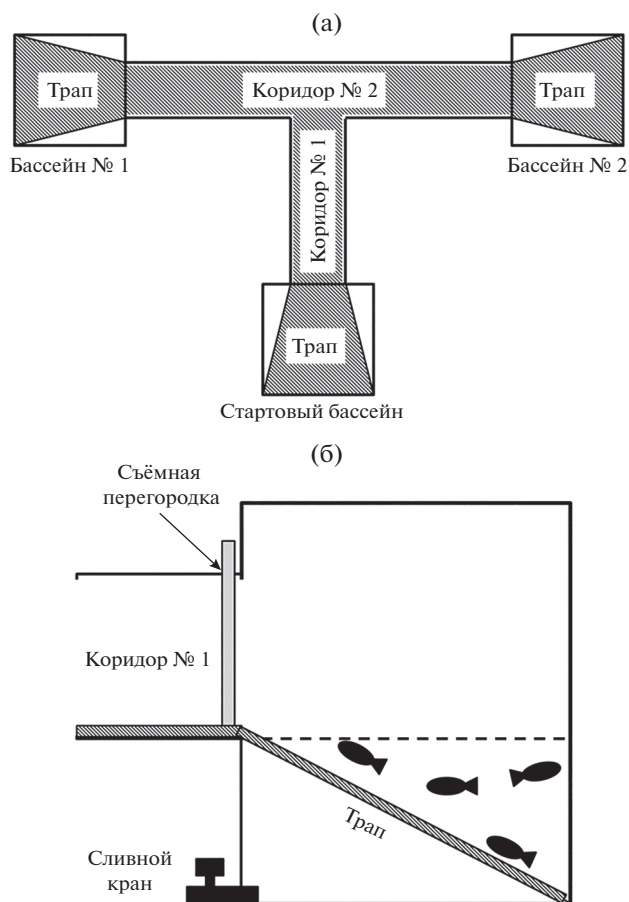 (а)
Трап
Коридор № 2
Трап
Бассейн № 1
Коридор № 1
Бассейн № 2
Трап
Стартовый бассейн
(б)
Съёмная
перегородка
Коридор № 1
Трап
Сливной
кран